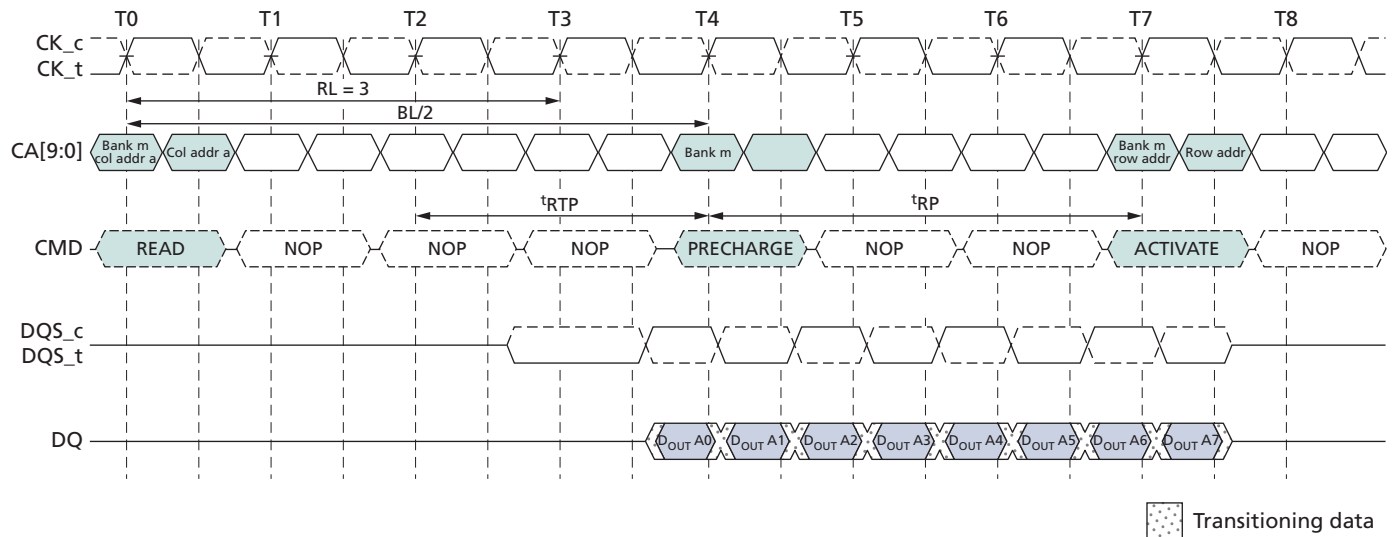 T0 T1 T2 T3 T4 T5 T6 T7 T8
CK_c
CK_t
RL = 3
BL/2
CA[9:0]
Bank m
col addr a
Col addr a
Bank m
Bank m
row addr
Row addr
tRTP
tRP
CMD
READ NOP NOP NOP PRECHARGE NOP NOP ACTIVATE NOP
DQS_c
DQS_t
DQ
DOUT A0 DOUT A1 DOUT A2 DOUT A3 DOUT A4 DOUT A5 DOUT A6 DOUT A7
Transitioning data